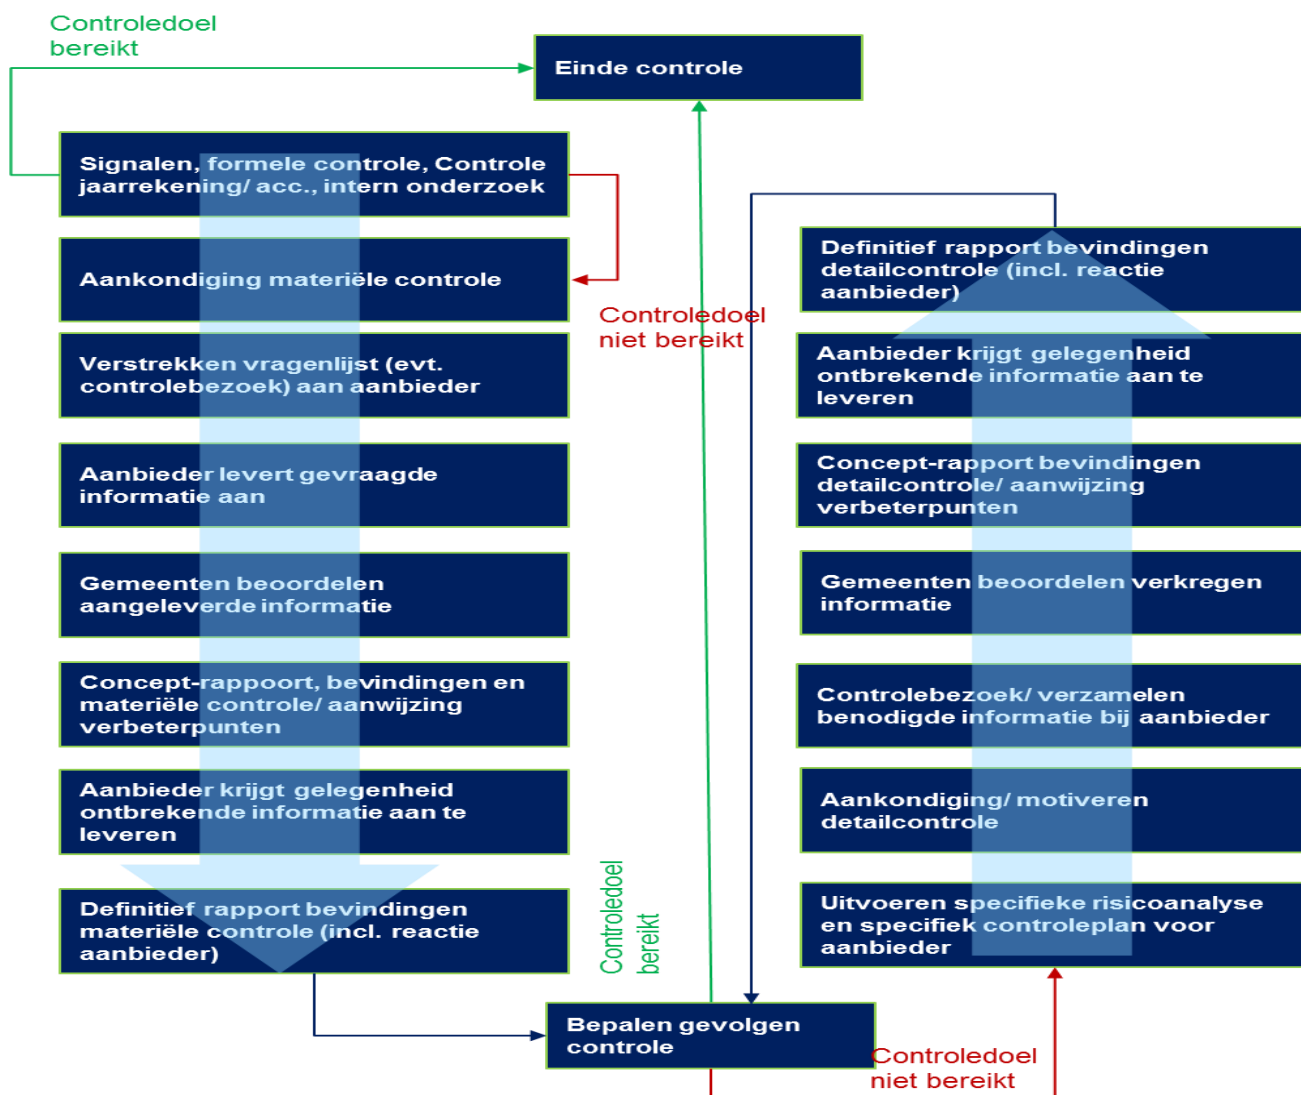 Controledoel
bereikt
Einde controle
Signalen, formele controle, Controle
jaarrekening/ acc., intern onderzoek
Aankondiging materiële controle
Controledoel
niet bereikt
Verstrekken vragenlijst (evt.
controlebezoek) aan aanbieder
Aanbieder levert gevraagde
informatie aan
Gemeenten beoordelen
aangeleverde informatie
Concept-rappoort, bevindingen en
materiële controle/ aanwijzing
verbeterpunten
Aanbieder krijgt gelegenheid
ontbrekende informatie aan te
leveren
Definitief rapport bevindingen
materiële controle (incl. reactie
aanbieder)
Controledoel
bereikt
Bepalen gevolgen
controle
Controledoel
niet bereikt
Definitief rapport bevindingen
detailcontrole (incl. reactie
aanbieder)
Aanbieder krijgt gelegenheid
ontbrekende informatie aan te
leveren
Concept-rapport bevindingen
detailcontrole/ aanwijzing
verbeterpunten
Gemeenten beoordelen verkregen
informatie
Controlebezoek/ verzamelen
benodigde informatie bij aanbieder
Aankondiging/ motiveren
detailcontrole
Uitvoeren specifieke risicoanalyse
en specifiek controleplan voor
aanbieder